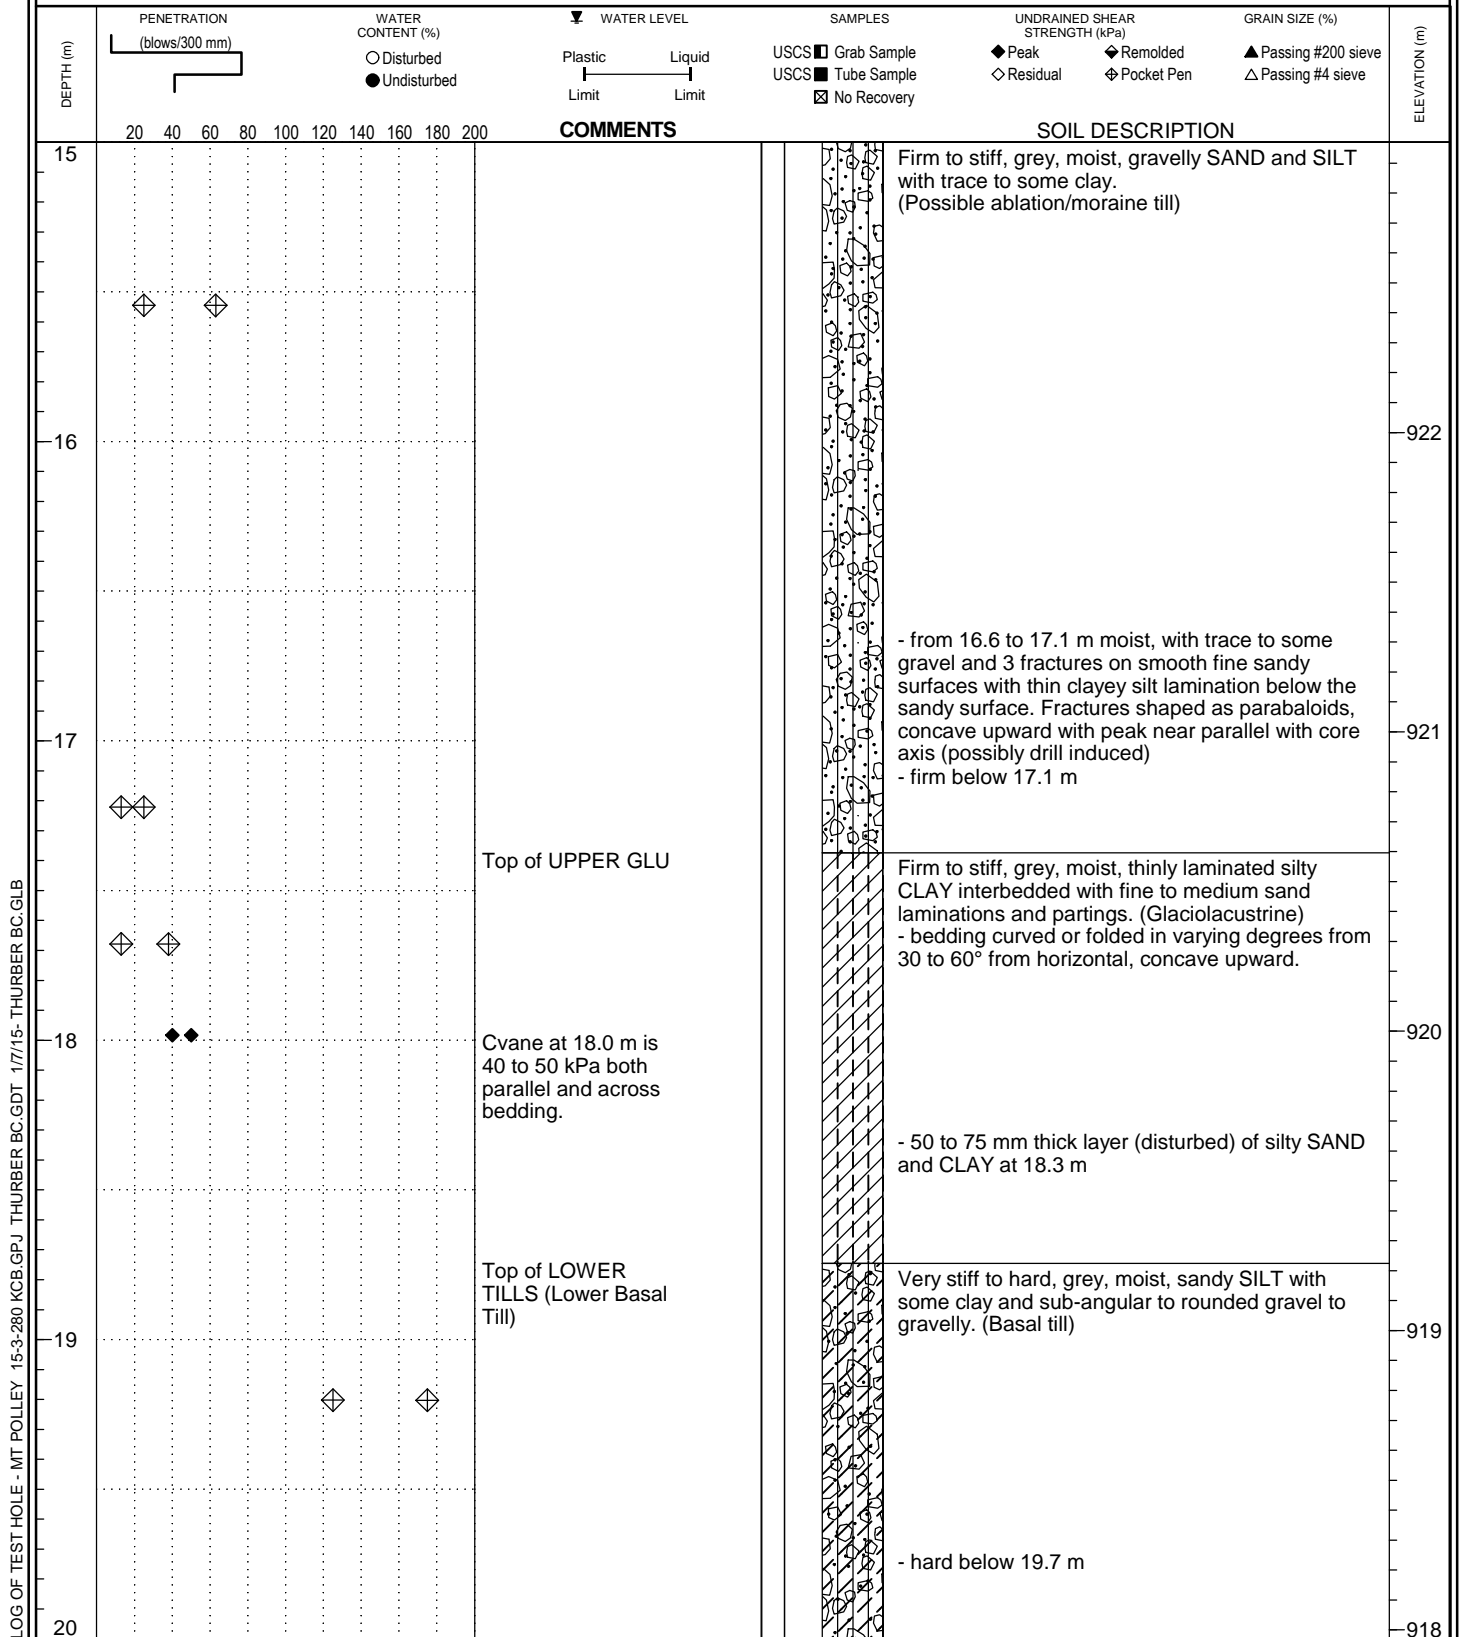 PENETRATION
(blows/300 mm)
WATER
CONTENT (%)
Disturbed
Undisturbed
WATER LEVEL
Plastic Liquid
Limit Limit
SAMPLES
USCS Grab Sample
USCS Tube Sample
No Recovery
UNDRAINED SHEAR
STRENGTH (kPa)
Peak Remolded
Residual Pocket Pen
GRAIN SIZE (%)
Passing #200 sieve
Passing #4 sieve
DEPTH (m)
ELEVATION (m)
20 40 60 80 100 120 140 160 180 200
COMMENTS
SOIL DESCRIPTION
15
Firm to stiff, grey, moist, gravelly SAND and SILT
with trace to some clay.
(Possible ablation/moraine till)
16
922
- from 16.6 to 17.1 m moist, with trace to some
gravel and 3 fractures on smooth fine sandy
surfaces with thin clayey silt lamination below the
sandy surface. Fractures shaped as parabaloids,
concave upward with peak near parallel with core
axis (possibly drill induced)
- firm below 17.1 m
17
921
Top of UPPER GLU
Firm to stiff, grey, moist, thinly laminated silty
CLAY interbedded with fine to medium sand
laminations and partings. (Glaciolacustrine)
- bedding curved or folded in varying degrees from
30 to 60° from horizontal, concave upward.
18
920
Cvane at 18.0 m is
40 to 50 kPa both
parallel and across
bedding.
- 50 to 75 mm thick layer (disturbed) of silty SAND
and CLAY at 18.3 m
Top of LOWER
TILLS (Lower Basal
Till)
Very stiff to hard, grey, moist, sandy SILT with
some clay and sub-angular to rounded gravel to
gravelly. (Basal till)
19
919
- hard below 19.7 m
20
918
LOG OF TEST HOLE - MT POLLEY 15-3-280 KCB.GPJ THURBER BC.GDT 1/7/15- THURBER BC.GLB